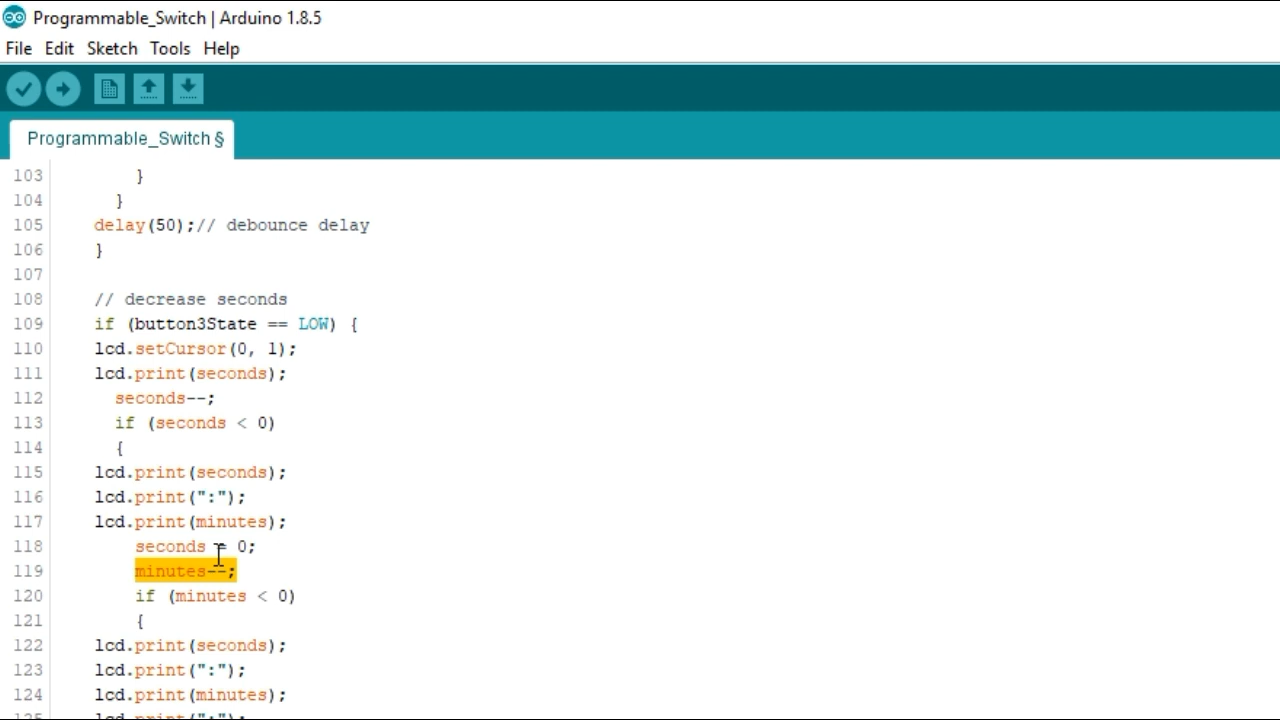 Programmable_Switch | Arduino 1.8.5
File Edit Sketch Tools Help
Programmable_Switch §
103 }
104 }
105 delay(50);// debounce delay
106 }
107
108 // decrease seconds
109 if (button3State == LOW) {
110 lcd.setCursor(0, 1);
111 lcd.print(seconds);
112 seconds--;
113 if (seconds < 0)
114 {
115 lcd.print(seconds);
116 lcd.print(":");
117 lcd.print(minutes);
118 seconds = 0;
119 minutes--;
120 if (minutes < 0)
121 {
122 lcd.print(seconds);
123 lcd.print(":");
124 lcd.print(minutes);
125 lcd.print(":");